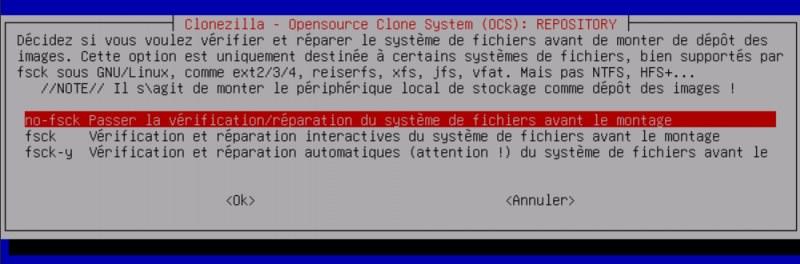 Clonezilla - Opensource Clone System (OCS): REPOSITORY
Décidez si vous voulez vérifier et réparer le système de fichiers avant de monter de dépôt des
images. Cette option est uniquement destinée à certains systèmes de fichiers, bien supportés par
fsck sous GNU/Linux, comme ext2/3/4, reiserfs, xfs, jfs, vfat. Mais pas NTFS, HFS+...
//NOTE// Il s\agit de monter le périphérique local de stockage comme dépôt des images !
no-fsck Passer la vérification/réparation du système de fichiers avant le montage
fsck Vérification et réparation interactives du système de fichiers avant le montage
fsck-y Vérification et réparation automatiques (attention !) du système de fichiers avant le
<Ok> <Annuler>